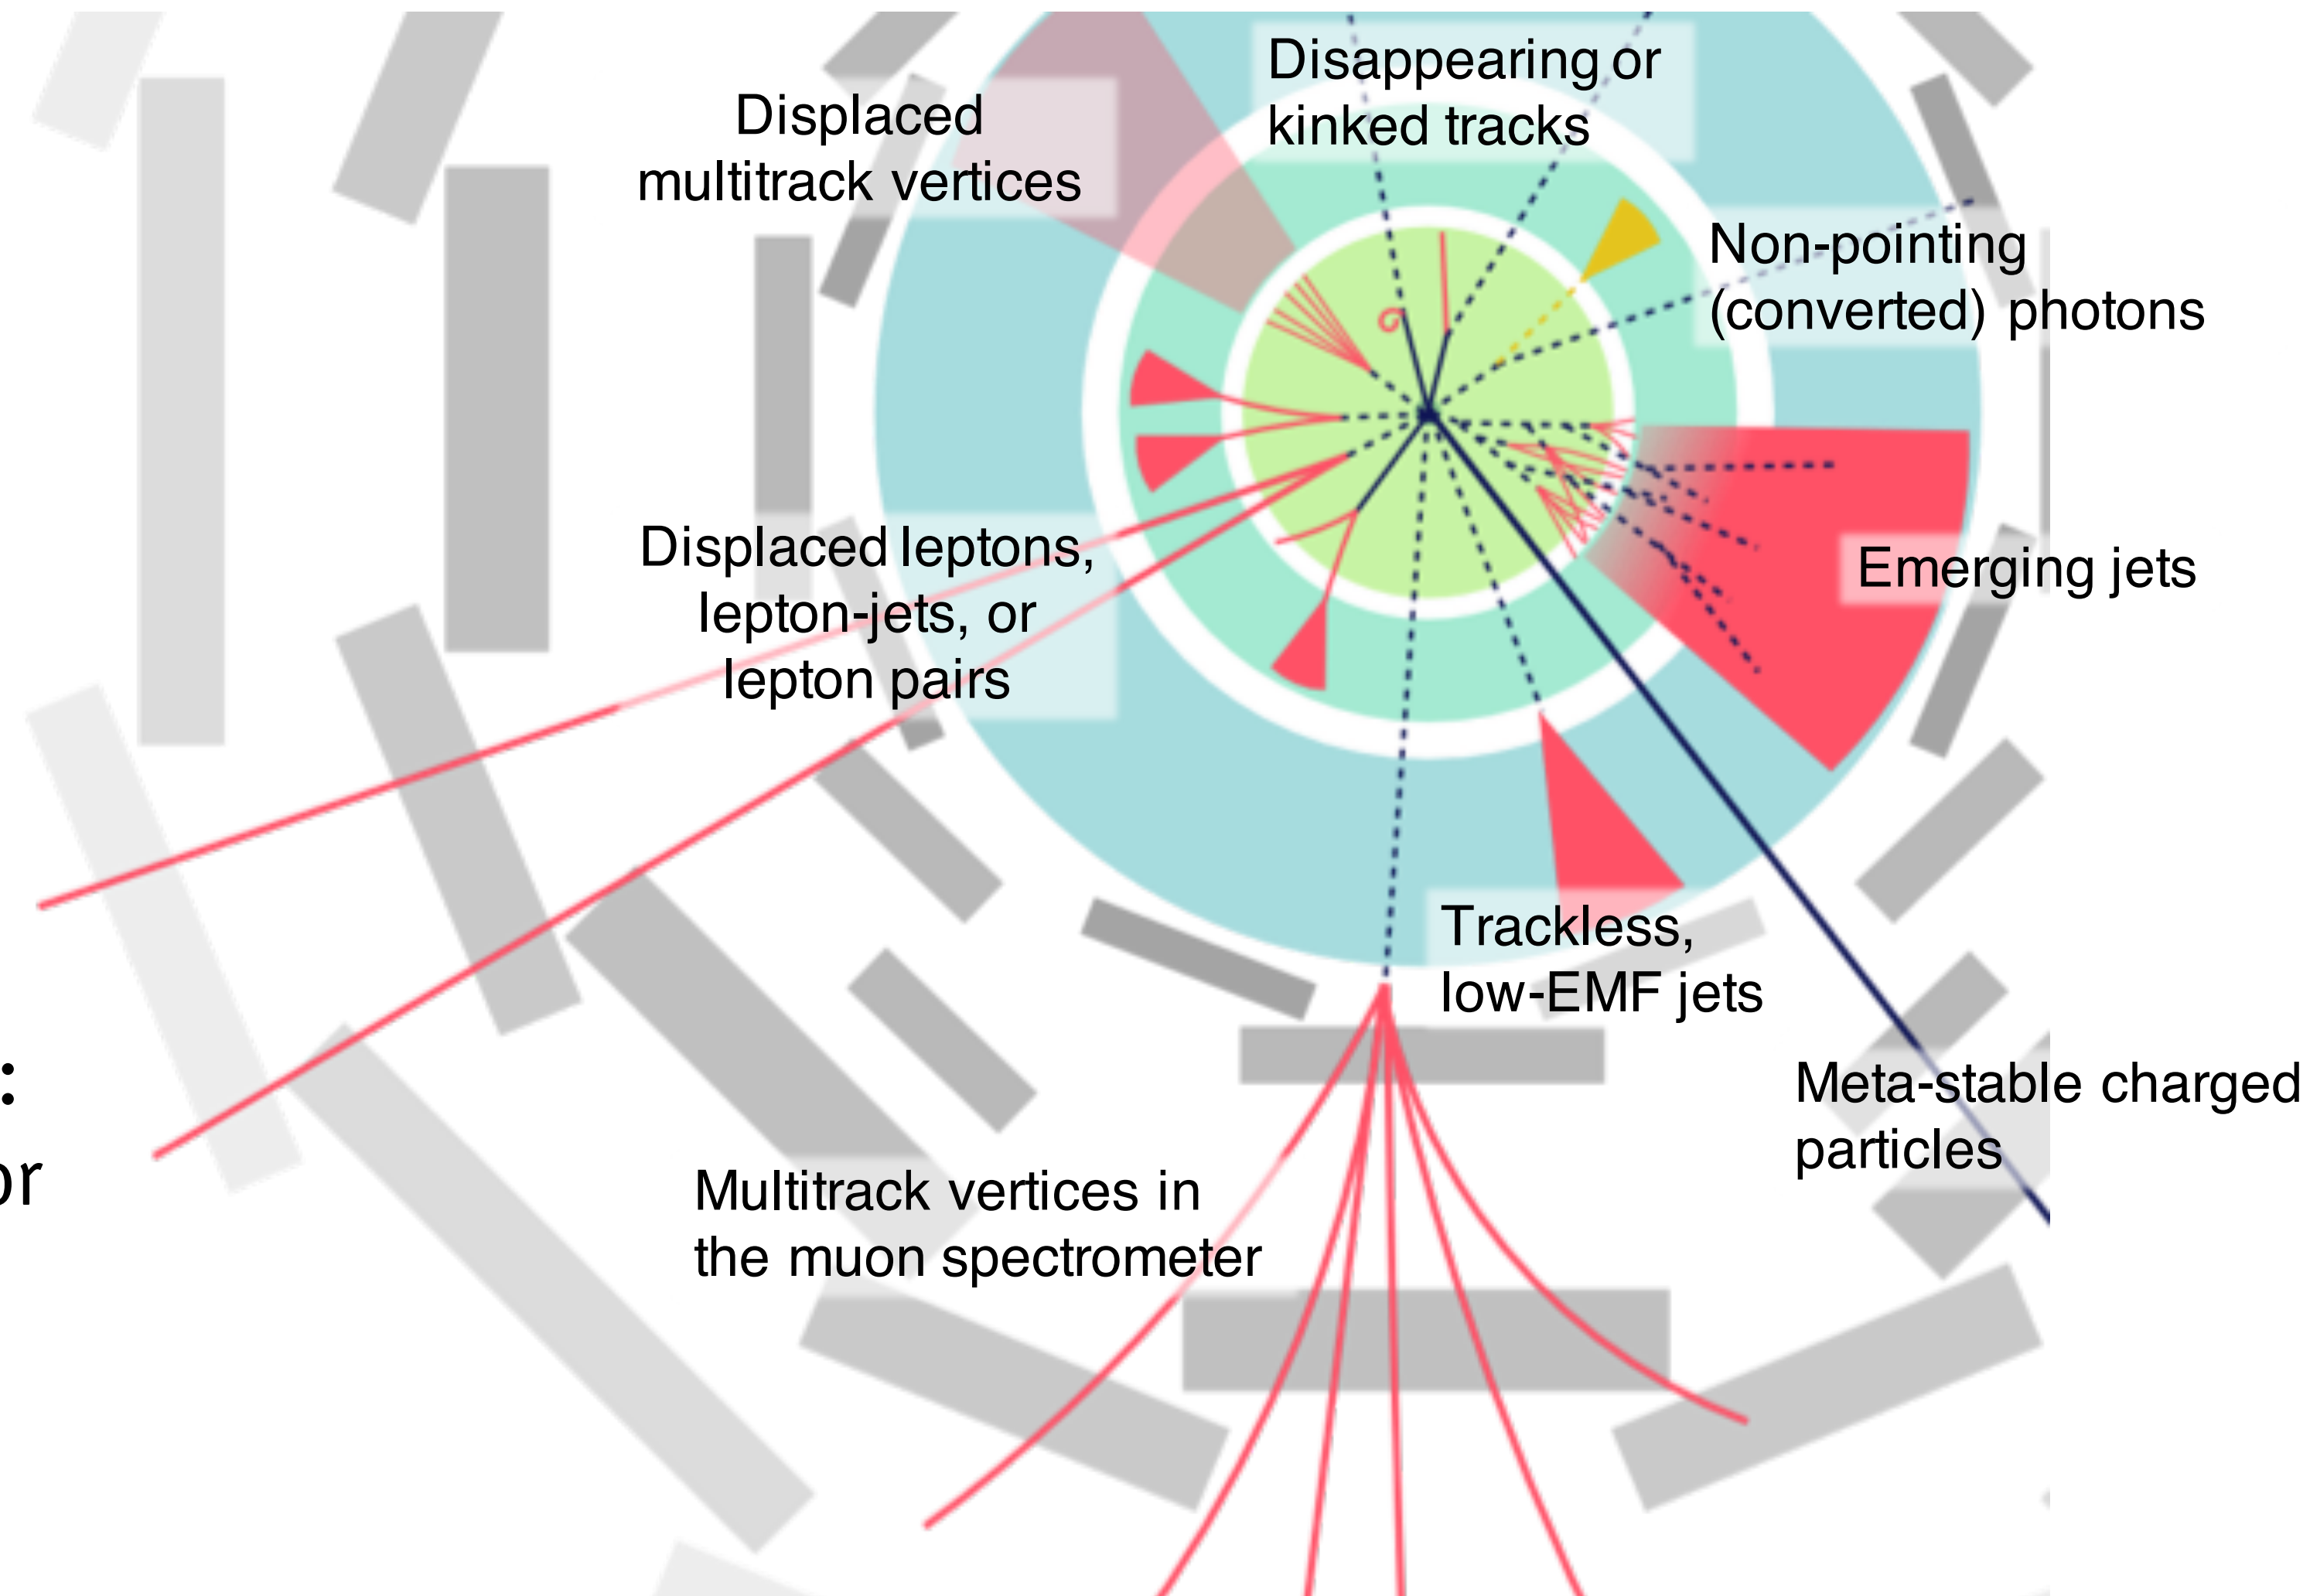 Disappearing or
kinked tracks
Displaced
multitrack vertices
Non-pointing
(converted) photons
Displaced leptons,
lepton-jets, or
lepton pairs
Emerging jets
Trackless,
low-EMF jets
Meta-stable charged
particles
:
or
Multitrack vertices in
the muon spectrometer